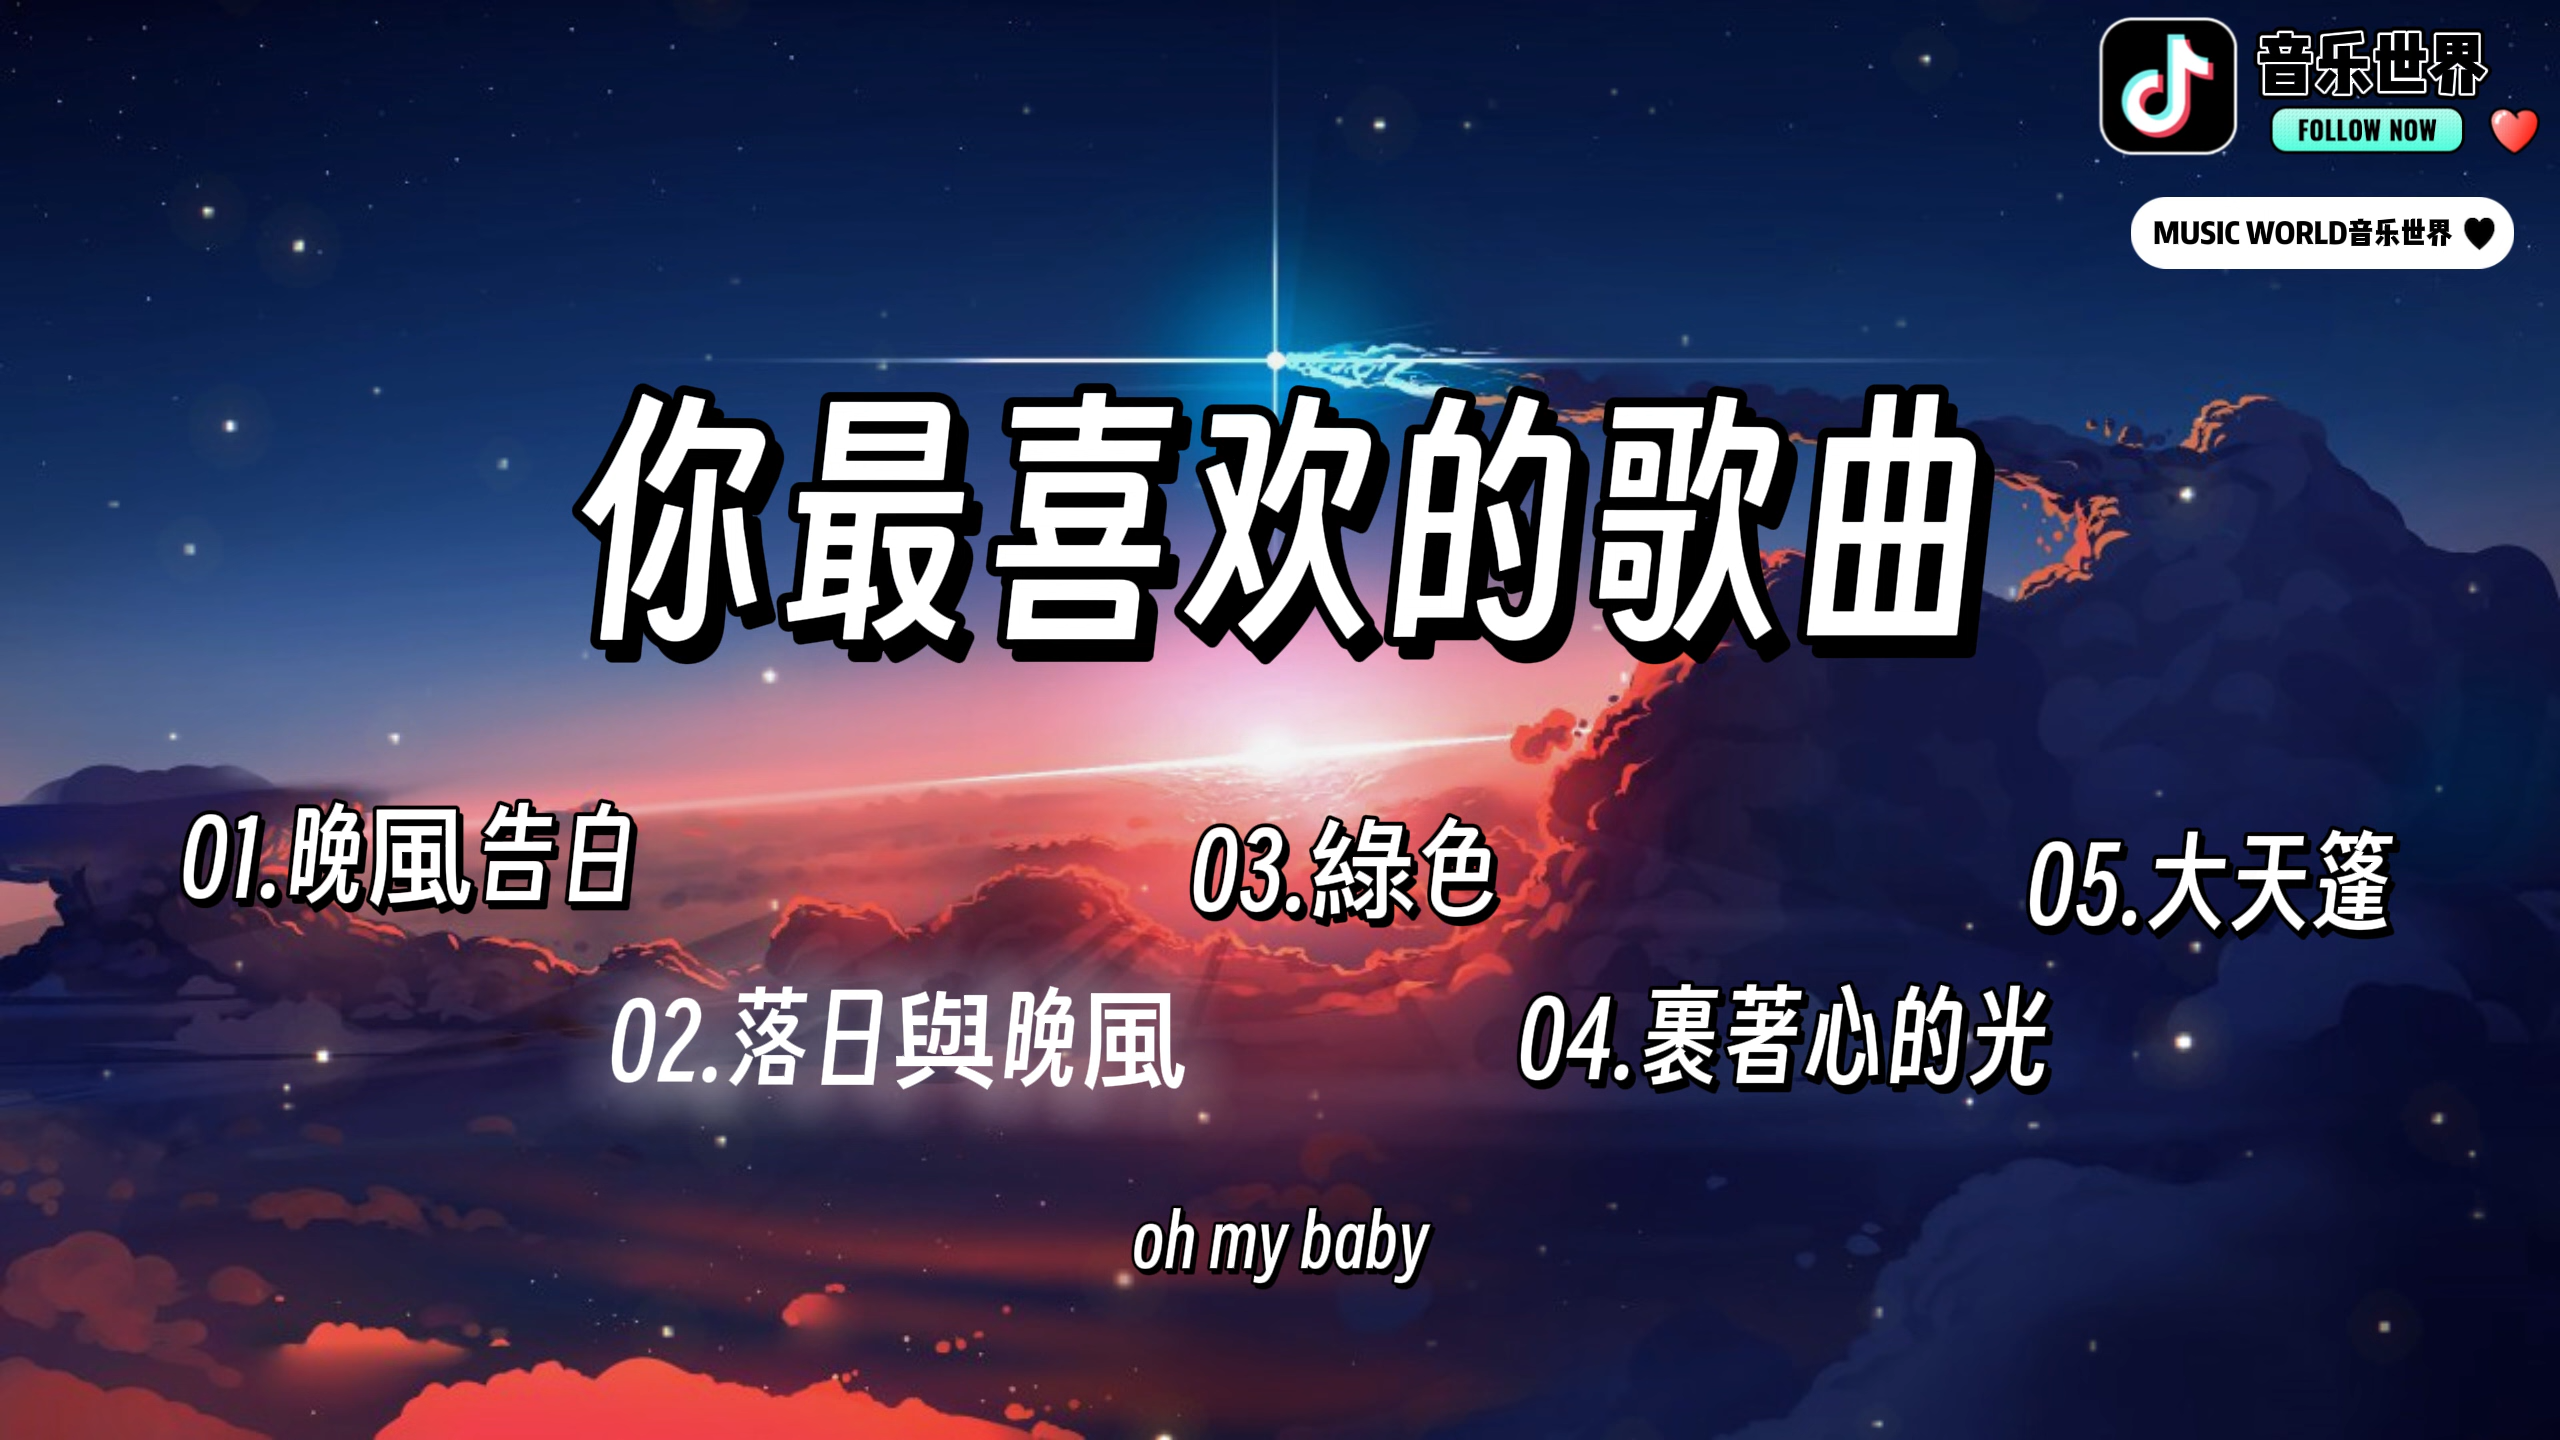 音乐世界
FOLLOW NOW
MUSIC WORLD音乐世界
你最喜欢的歌曲
01.晚風告白
03.綠色
05.大天篷
02.落日與晚風
04.裹著心的光
oh my baby